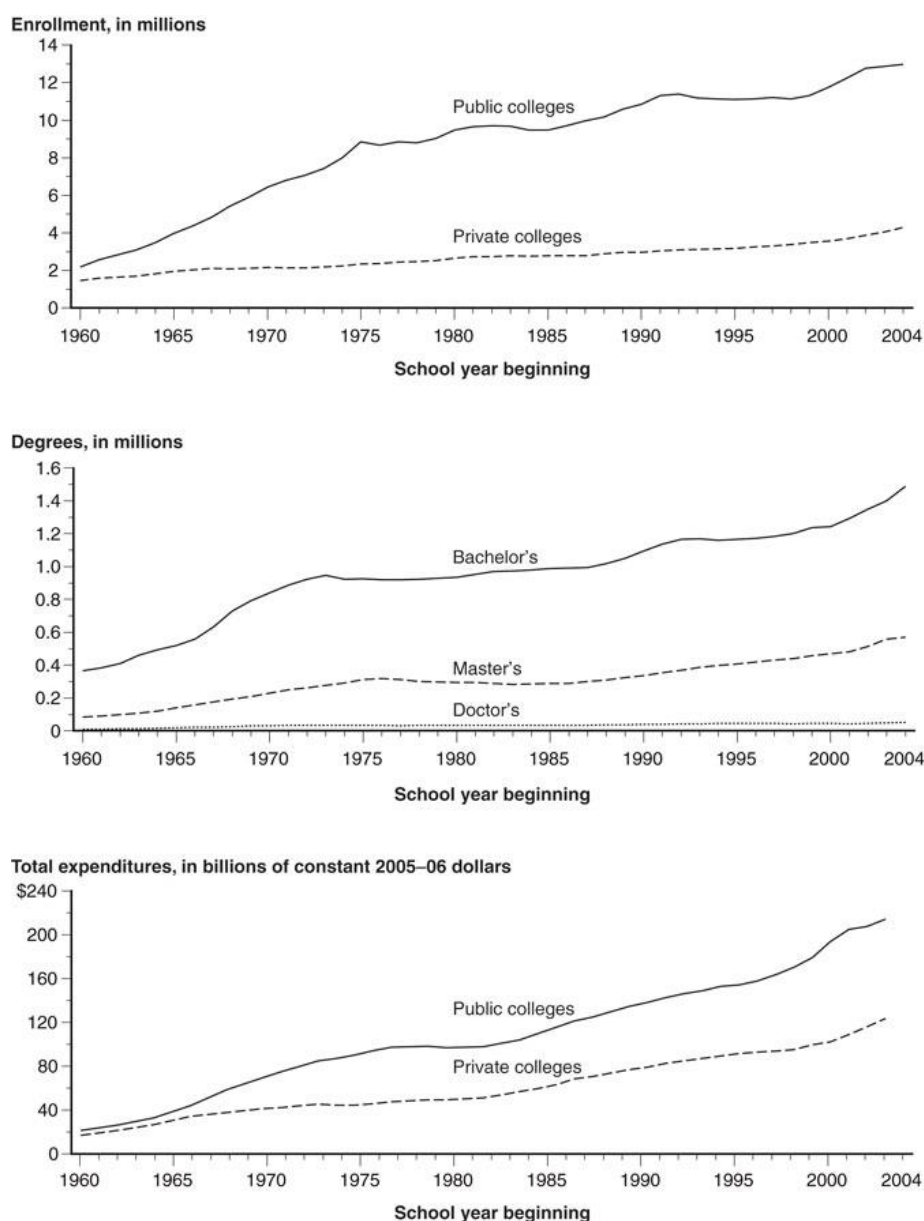 Enrollment, in millions
14
12
Public colleges
10
8
6
4
Private colleges
2
0
1960 1965 1970 1975 1980 1985 1990 1995 2000 2004
School year beginning
Degrees, in millions
1.6
1.4
1.2
Bachelor's
1.0
0.8
0.6
0.4
Master's
0.2
Doctor's
0
1960 1965 1970 1975 1980 1985 1990 1995 2000 2004
School year beginning
Total expenditures, in billions of constant 2005–06 dollars
$240
200
160
Public colleges
120
80
Private colleges
40
0
1960 1965 1970 1975 1980 1985 1990 1995 2000 2004
School year beginning